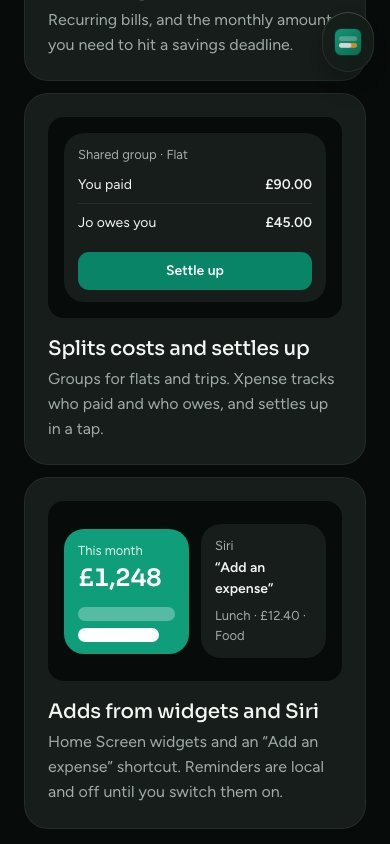 Recurring bills, and the monthly amount
you need to hit a savings deadline.
Shared group · Flat
You paid £90.00
Jo owes you £45.00
Settle up
Splits costs and settles up
Groups for flats and trips. Xpense tracks
who paid and who owes, and settles up
in a tap.
This month
£1,248
Siri
“Add an
expense”
Lunch · £12.40 ·
Food
Adds from widgets and Siri
Home Screen widgets and an “Add an
expense” shortcut. Reminders are local
and off until you switch them on.